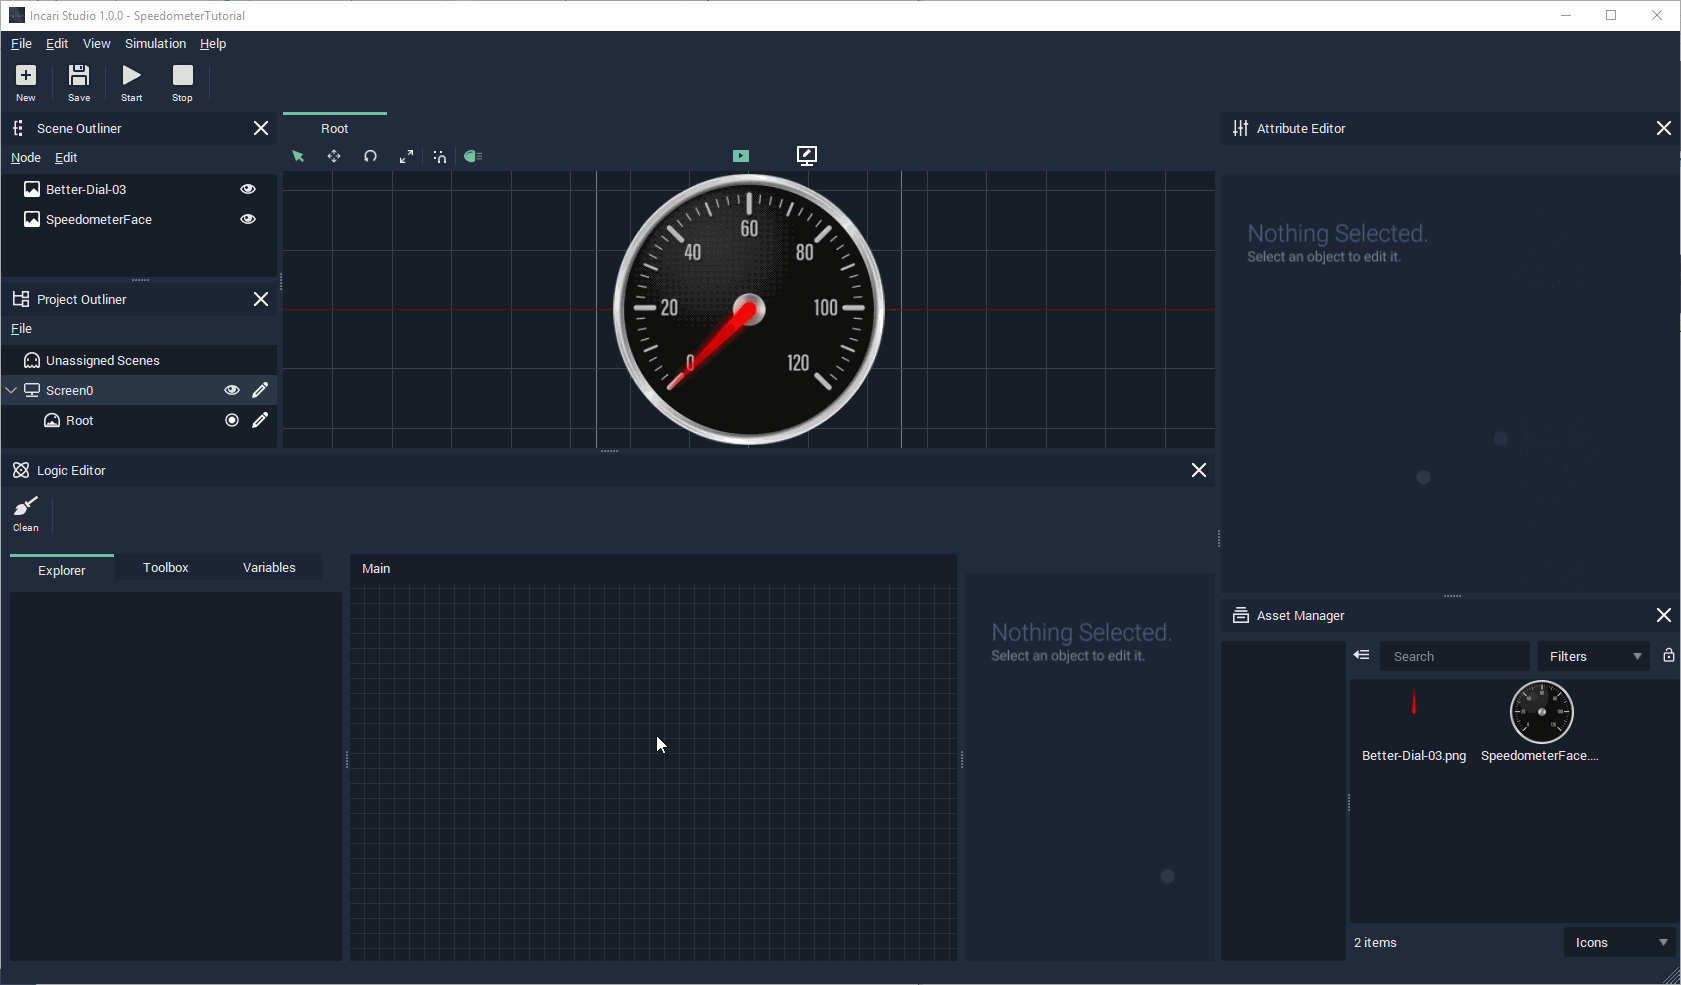 Incari Studio 1.0.0 - SpeedometerTutorial
File Edit View Simulation Help
New Save Start Stop
Scene Outliner
Node Edit
Better-Dial-03
SpeedometerFace
Project Outliner
File
Unassigned Scenes
Screen0
Root
Root
60
40
80
20
100
0
120
Logic Editor
Clean
Explorer Toolbox Variables
Main
Nothing Selected.
Select an object to edit it.
Attribute Editor
Nothing Selected.
Select an object to edit it.
Asset Manager
Search Filters
Better-Dial-03.png SpeedometerFace....
2 items Icons